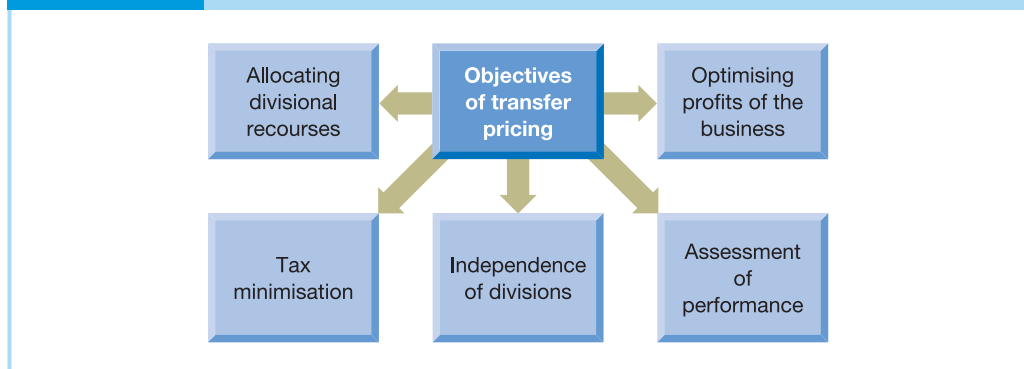 Allocating
divisional
recourses
Objectives
of transfer
pricing
Optimising
profits of the
business
Tax
minimisation
Independence
of divisions
Assessment
of
performance